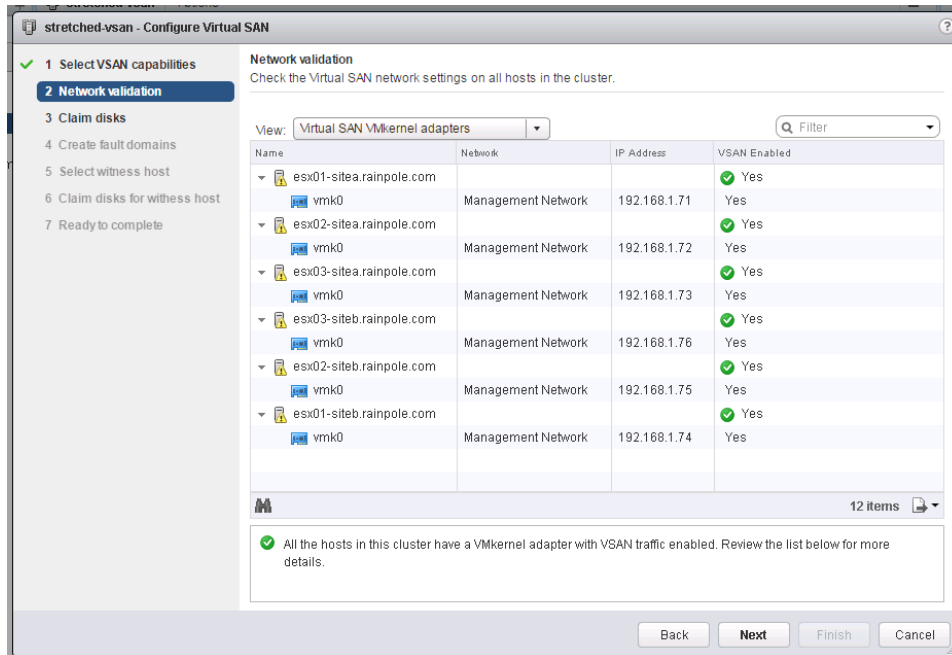 stretched-vsan - Configure Virtual SAN
?
1 Select VSAN capabilities
2 Network validation
3 Claim disks
4 Create fault domains
5 Select witness host
6 Claim disks for withess host
7 Ready to complete
Network validation
Check the Virtual SAN network settings on all hosts in the cluster.
View: Virtual SAN VMkernel adapters
Filter
Name Network IP Address VSAN Enabled
esx01-sitea.rainpole.com Yes
vmk0 Management Network 192.168.1.71 Yes
esx02-sitea.rainpole.com Yes
vmk0 Management Network 192.168.1.72 Yes
esx03-sitea.rainpole.com Yes
vmk0 Management Network 192.168.1.73 Yes
esx03-siteb.rainpole.com Yes
vmk0 Management Network 192.168.1.76 Yes
esx02-siteb.rainpole.com Yes
vmk0 Management Network 192.168.1.75 Yes
esx01-siteb.rainpole.com Yes
vmk0 Management Network 192.168.1.74 Yes
12 items
All the hosts in this cluster have a VMkernel adapter with VSAN traffic enabled. Review the list below for more
details.
Back Next Finish Cancel